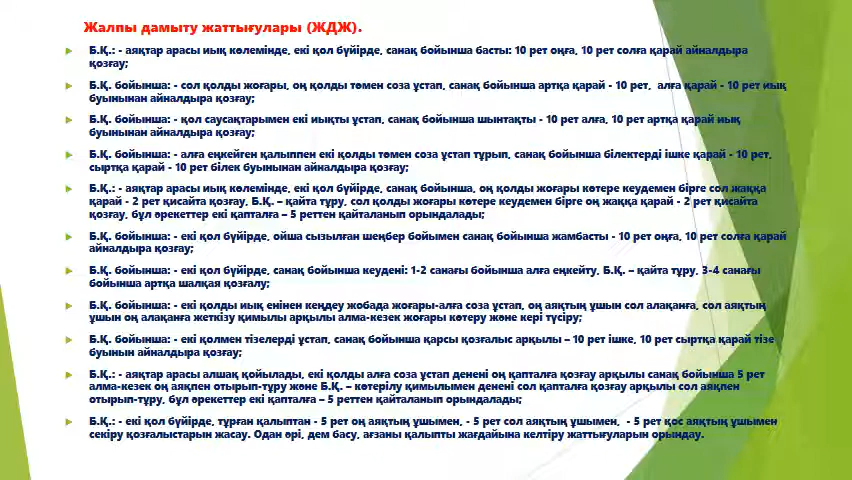 Жалпы дамыту жаттығулары (ЖДЖ).
Б.Қ.: - аяқтар арасы иық көлемінде, екі қол бүйірде, санақ бойынша басты: 10 рет оңға, 10 рет солға қарай айналдыра
қозғау;
Б.Қ. бойынша: - сол қолды жоғары, оң қолды төмен соза ұстап, санақ бойынша артқа қарай - 10 рет, алға қарай - 10 рет иық
буынынан айналдыра қозғау;
Б.Қ. бойынша: - қол саусақтарымен екі иықты ұстап, санақ бойынша шынтақты - 10 рет алға, 10 рет артқа қарай иық
буынынан айналдыра қозғау;
Б.Қ. бойынша: - алға еңкейген қалыппен екі қолды төмен соза ұстап тұрып, санақ бойынша білектерді ішке қарай - 10 рет,
сыртқа қарай - 10 рет білек буынынан айналдыра қозғау;
Б.Қ.: - аяқтар арасы иық көлемінде, екі қол бүйірде, санақ бойынша, оң қолды жоғары көтере кеудемен бірге сол жаққа
қарай - 2 рет қисайта қозғау, Б.Қ. – қайта тұру, сол қолды жоғары көтере кеудемен бірге оң жаққа қарай - 2 рет қисайта
қозғау, бұл әрекеттер екі қапталға – 5 реттен қайталанып орындалады;
Б.Қ. бойынша: - екі қол бүйірде, ойша сызылған шеңбер бойымен санақ бойынша жамбасты - 10 рет оңға, 10 рет солға қарай
айналдыра қозғау;
Б.Қ. бойынша: - екі қол бүйірде, санақ бойынша кеудені: 1-2 санағы бойынша алға еңкейту, Б.Қ. – қайта тұру, 3-4 санағы
бойынша артқа шалқая қозғалу;
Б.Қ. бойынша: - екі қолды иық енінен кеңдеу жобада жоғары-алға соза ұстап, оң аяқтың ұшын сол алақанға, сол аяқтың
ұшын оң алақанға жеткізу қимылы арқылы алма-кезек жоғары көтеру және кері түсіру;
Б.Қ. бойынша: - екі қолмен тізелерді ұстап, санақ бойынша қарсы қозғалыс арқылы – 10 рет ішке, 10 рет сыртқа қарай тізе
буынын айналдыра қозғау;
Б.Қ.: - аяқтар арасы алшақ қойылады, екі қолды алға соза ұстап денені оң қапталға қозғау арқылы санақ бойынша 5 рет
алма-кезек оң аяқпен отырып-тұру және Б.Қ. – көтерілу қимылымен денені сол қапталға қозғау арқылы сол аяқпен
отырып-тұру, бұл әрекеттер екі қапталға – 5 реттен қайталанып орындалады;
Б.Қ.: - екі қол бүйірде, тұрған қалыптан - 5 рет оң аяқтың ұшымен, - 5 рет сол аяқтың ұшымен, - 5 рет қос аяқтың ұшымен
секіру қозғалыстарын жасау. Одан әрі, дем басу, ағзаны қалыпты жағдайына келтіру жаттығуларын орындау.